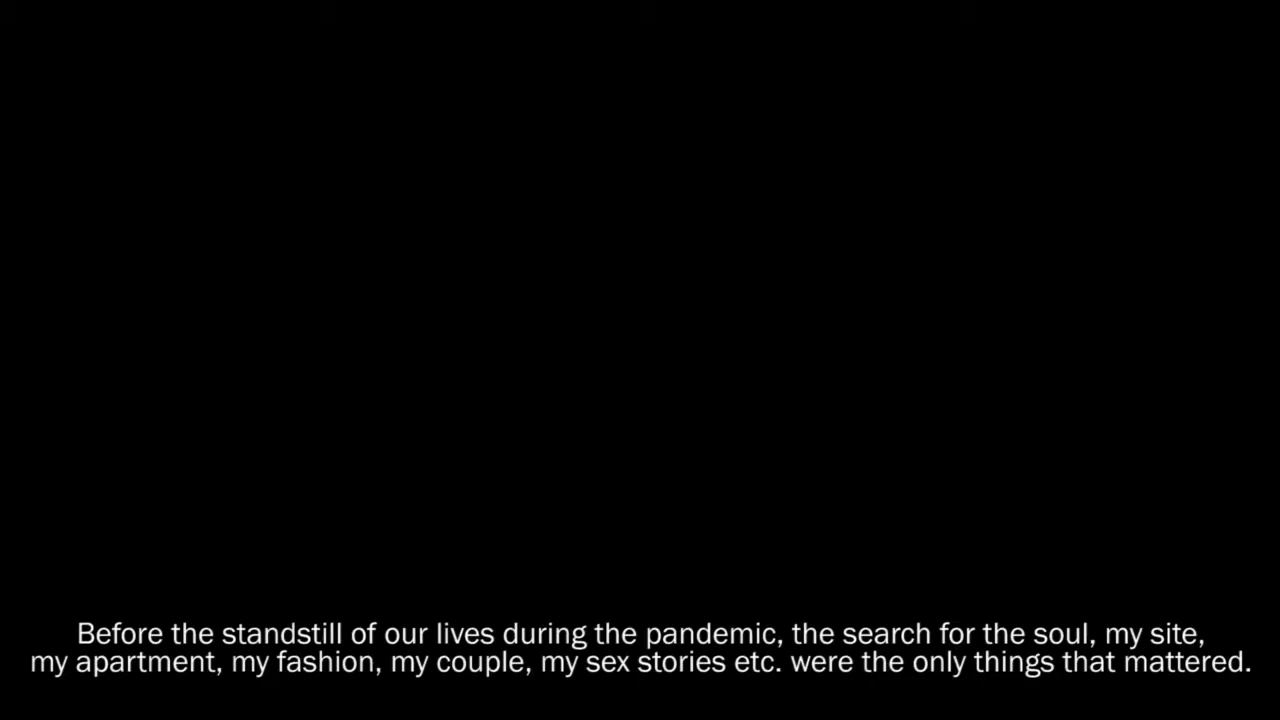 Before the standstill of our lives during the pandemic, the search for the soul, my site,
my apartment, my fashion, my couple, my sex stories etc. were the only things that mattered.